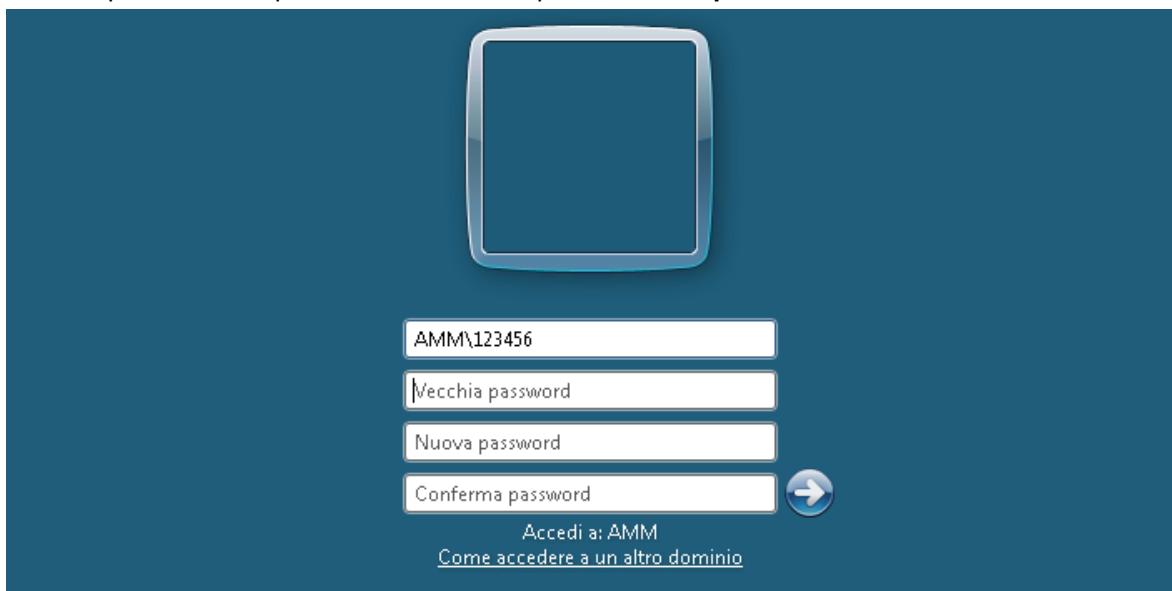 AMM\123456
Vecchia password
Nuova password
Conferma password
Accedi a: AMM
Come accedere a un altro dominio